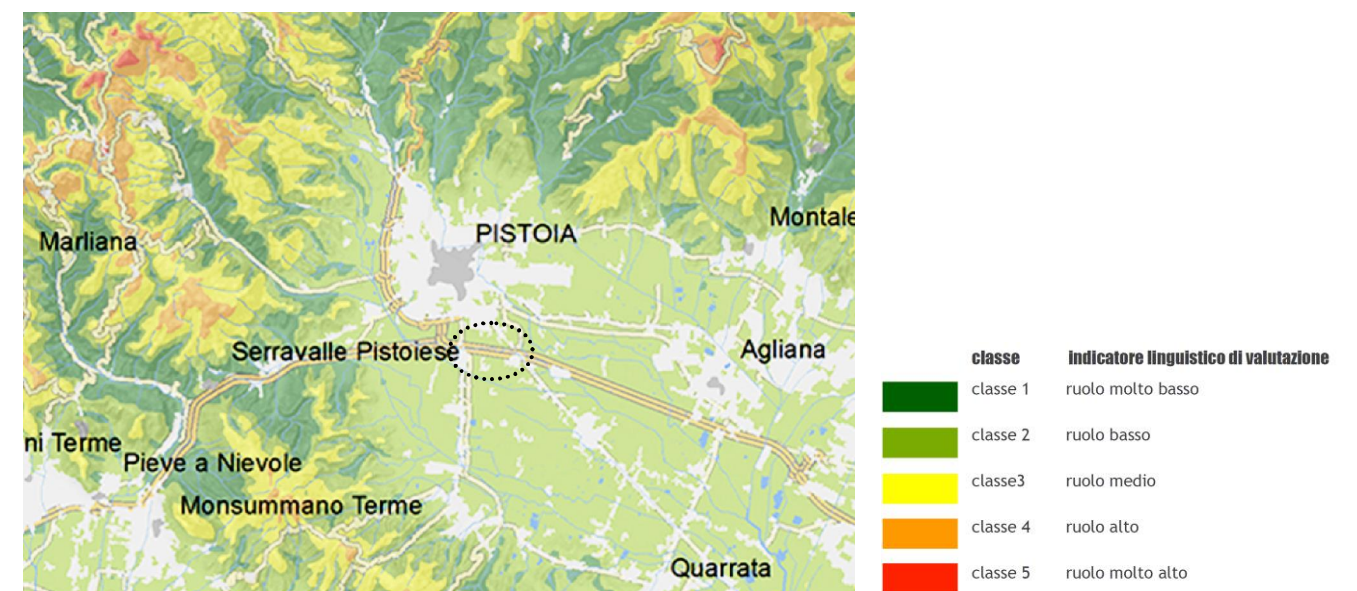 PISTOIA
Montale
Marliana
Serravalle Pistoiese
Agliana
ni Terme
Pieve a Nievole
Monsummano Terme
Quarrata
classe indicatore linguistico di valutazione
classe 1 ruolo molto basso
classe 2 ruolo basso
classe3 ruolo medio
classe 4 ruolo alto
classe 5 ruolo molto alto